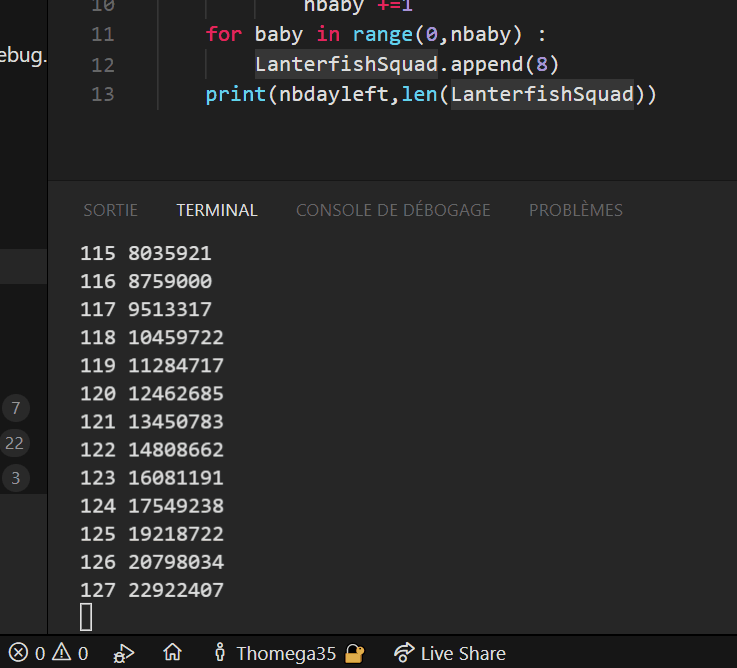 10 nbaby +=1
11 for baby in range(0,nbaby) :
ebug.
12 LanterfishSquad.append(8)
13 print(nbdayleft,len(LanterfishSquad))
SORTIE TERMINAL CONSOLE DE DÉBOGAGE PROBLÈMES
115 8035921
116 8759000
117 9513317
118 10459722
119 11284717
120 12462685
7
121 13450783
22
122 14808662
3
123 16081191
124 17549238
125 19218722
126 20798034
127 22922407
0 0 Thomega35 Live Share